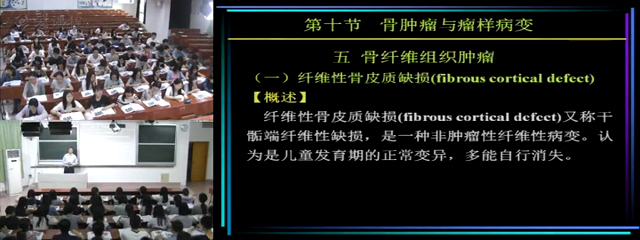 第十节 骨肿瘤与瘤样病变
五 骨纤维组织肿瘤
（一）纤维性骨皮质缺损(fibrous cortical defect)
【概述】
纤维性骨皮质缺损(fibrous cortical defect)又称干
骺端纤维性缺损，是一种非肿瘤性纤维性病变。认
为是儿童发育期的正常变异，多能自行消失。